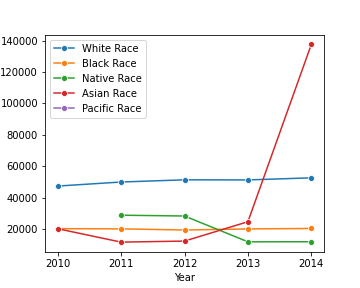 140000
120000
100000
80000
60000
40000
20000
White Race
Black Race
Native Race
Asian Race
Pacific Race
2010 2011 2012 2013 2014
Year